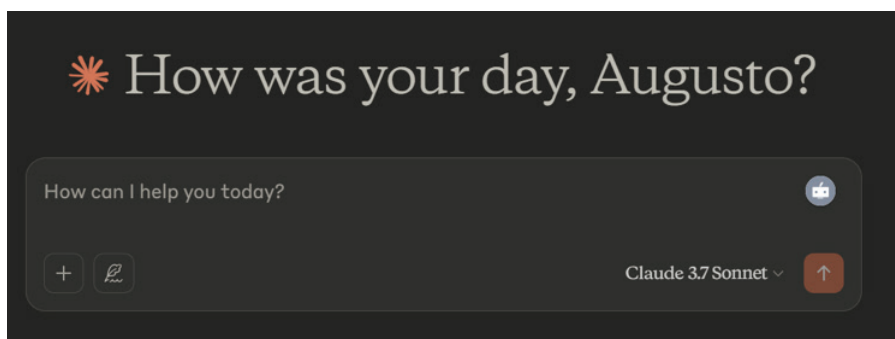 How was your day, Augusto?
How can I help you today?
Claude 3.7 Sonnet